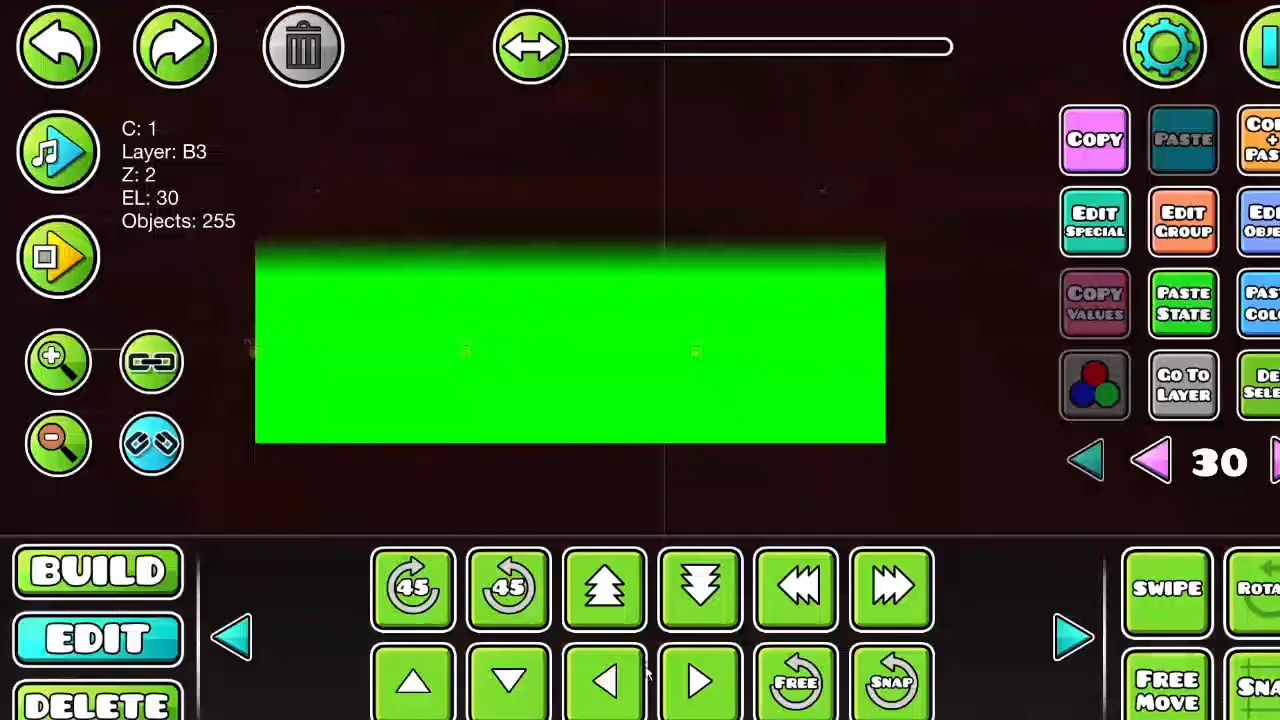 C: 1
Layer: B3
Z: 2
EL: 30
Objects: 255
COPY
PASTE
EDIT
SPECIAL
EDIT
GROUP
COPY
VALUES
PASTE
STATE
GO TO
LAYER
30
BUILD
EDIT
DELETE
45
45
FREE
SNAP
SWIPE
FREE
MOVE